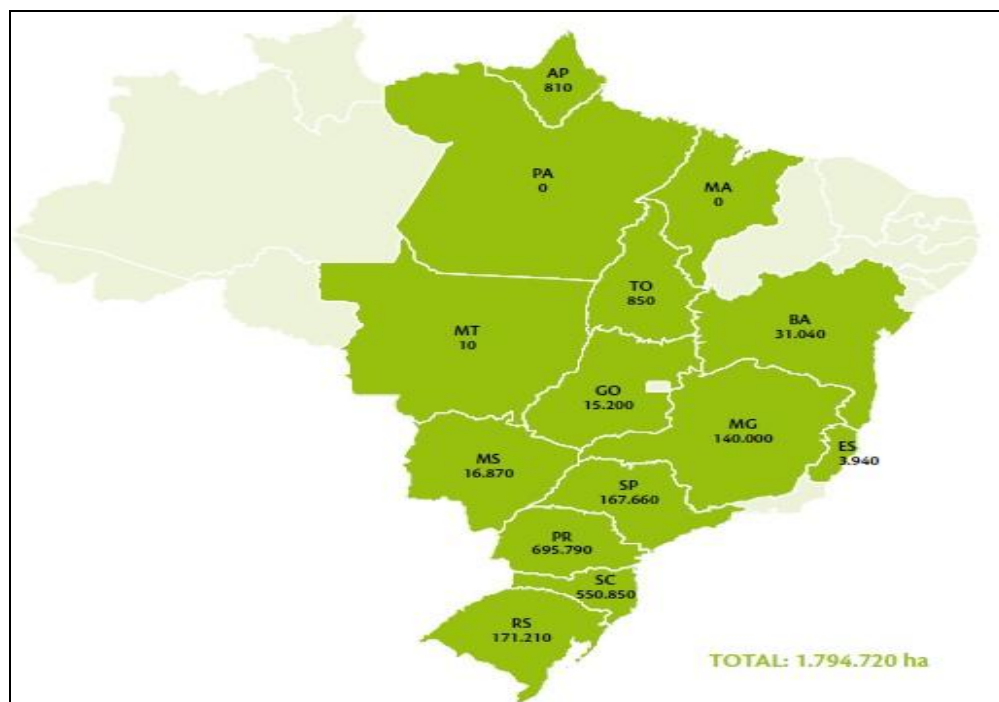 AP
810
PA
0
MA
0
TO
850
BA
31.040
MT
10
GO
15.200
MG
140.000
ES
3.940
MS
16.870
SP
167.660
PR
695.790
SC
550.850
RS
171.210
TOTAL: 1.794.720 ha